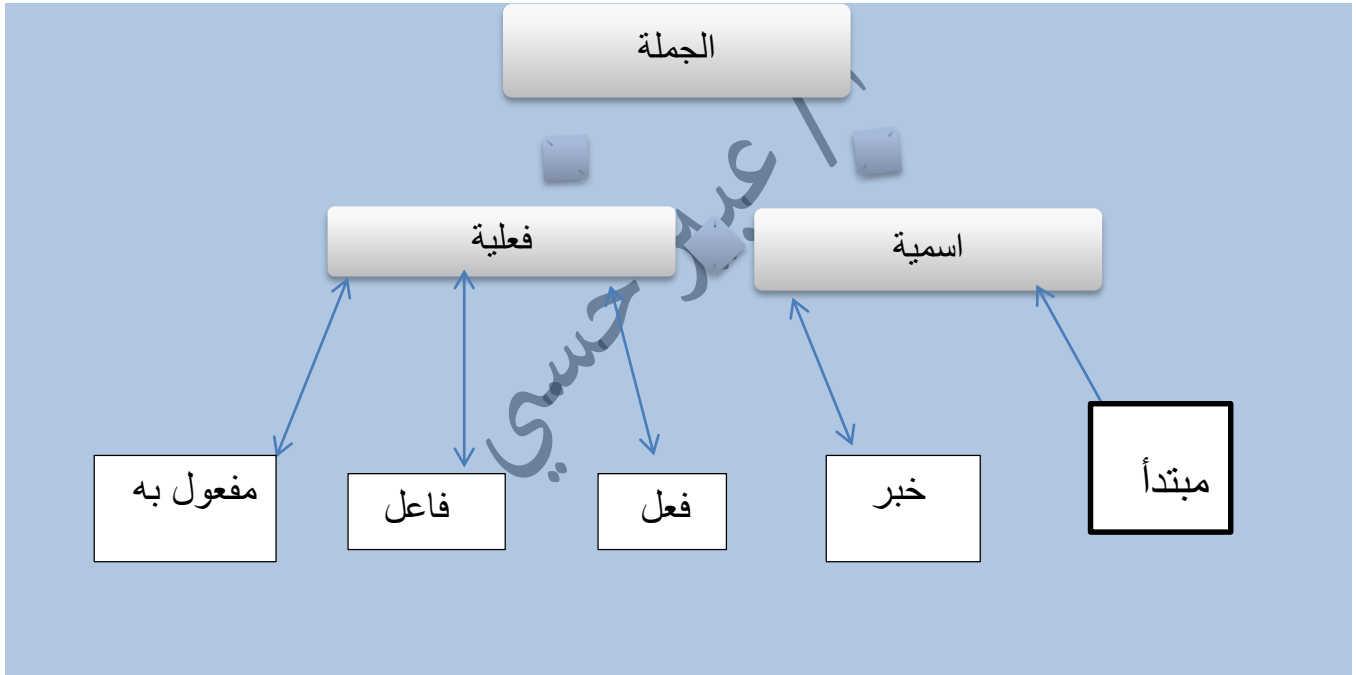 الجملة
اسمية
فعلية
مبتدأ
خبر
فعل
فاعل
مفعول به